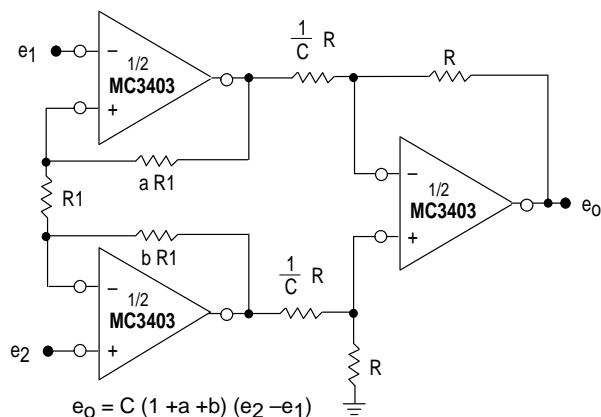 e1
−
1/2
MC3403
+
1/C R
R
a R1
R1
−
1/2
MC3403
+
eo
b R1
−
1/2
MC3403
+
e2
1/C R
R
eo = C (1 +a +b) (e2 –e1)